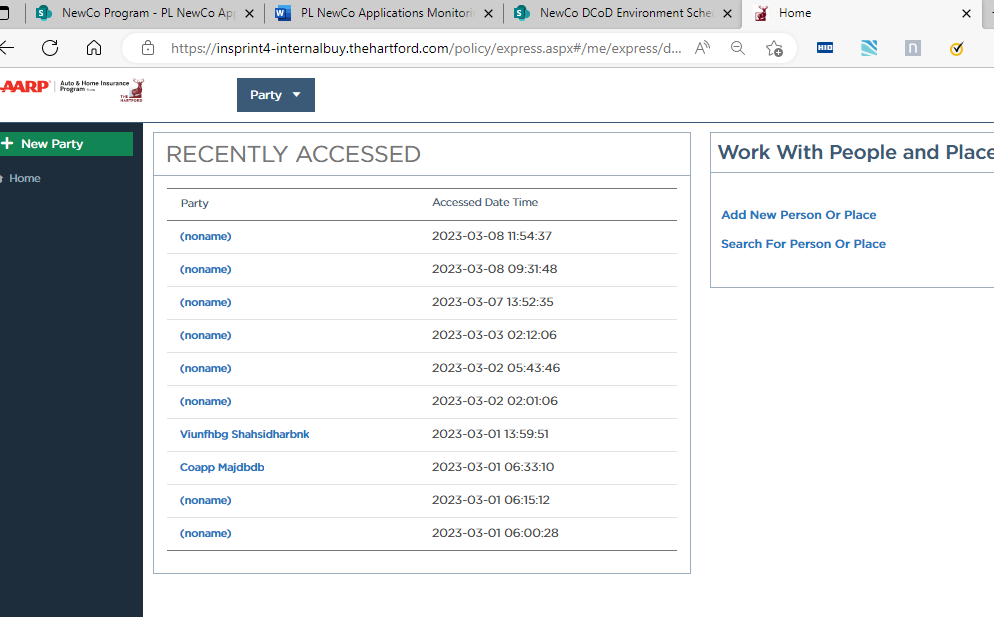 NewCo Program - PL NewCo Ap
PL NewCo Applications Monitori
NewCo DCoD Environment Sche
Home
https://insprint4-internalbuy.thehartford.com/policy/express.aspx#/me/express/d...
HID
n
AARP
Auto & Home Insurance
Program from
THE
HARTFORD
Party
New Party
Home
RECENTLY ACCESSED
Party Accessed Date Time
(noname) 2023-03-08 11:54:37
(noname) 2023-03-08 09:31:48
(noname) 2023-03-07 13:52:35
(noname) 2023-03-03 02:12:06
(noname) 2023-03-02 05:43:46
(noname) 2023-03-02 02:01:06
Viunfhbg Shahsidharbnk 2023-03-01 13:59:51
Coapp Majdbdb 2023-03-01 06:33:10
(noname) 2023-03-01 06:15:12
(noname) 2023-03-01 06:00:28
Work With People and Place
Add New Person Or Place
Search For Person Or Place